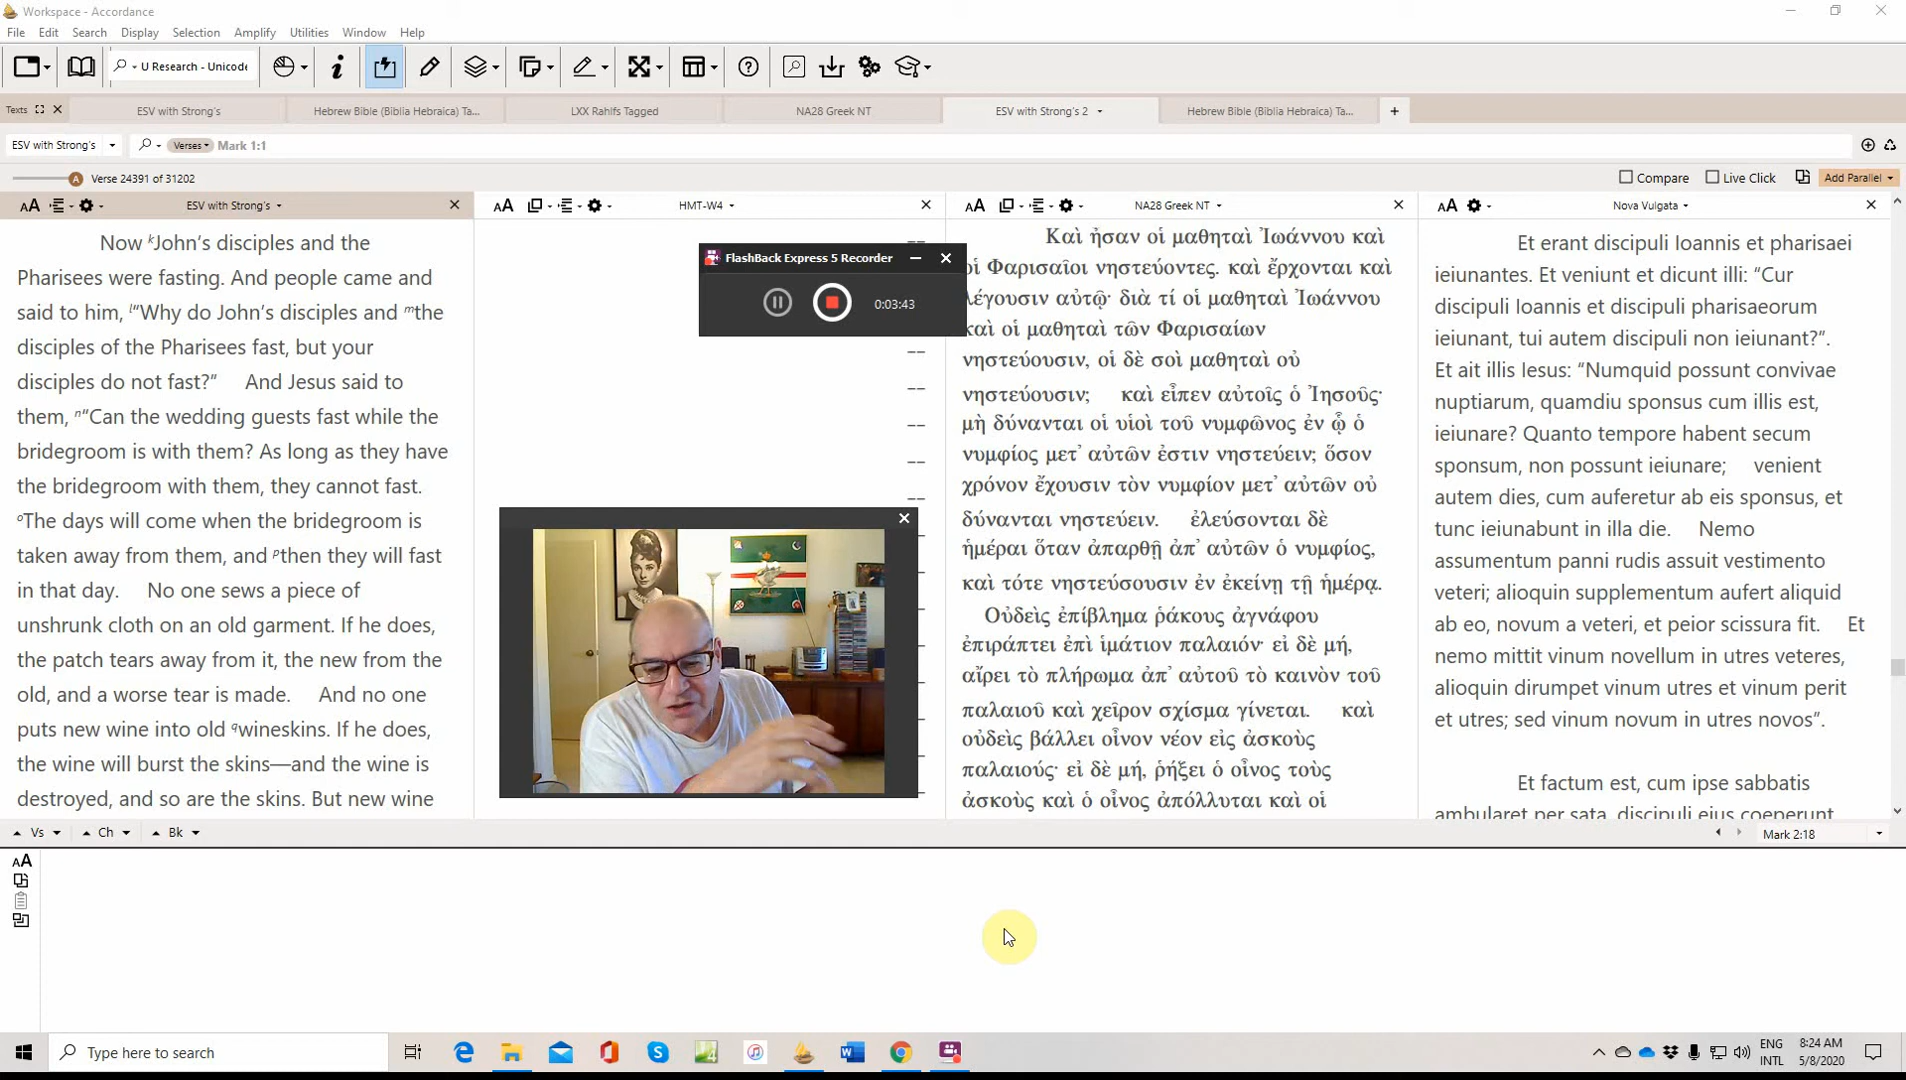 Workspace - Accordance
File Edit Search Display Selection Amplify Utilities Window Help
U Research - Unicode
Texts
ESV with Strong's
Hebrew Bible (Biblia Hebraica) Ta...
LXX Rahlfs Tagged
NA28 Greek NT
ESV with Strong's 2
Hebrew Bible (Biblia Hebraica) Ta...
ESV with Strong's
Verses
Mark 1:1
Verse 24391 of 31202
Compare
Live Click
Add Parallel
ESV with Strong's
Now kJohn's disciples and the
Pharisees were fasting. And people came and
said to him, l“Why do John's disciples and mthe
disciples of the Pharisees fast, but your
disciples do not fast?” And Jesus said to
them, n“Can the wedding guests fast while the
bridegroom is with them? As long as they have
the bridegroom with them, they cannot fast.
oThe days will come when the bridegroom is
taken away from them, and pthen they will fast
in that day. No one sews a piece of
unshrunk cloth on an old garment. If he does,
the patch tears away from it, the new from the
old, and a worse tear is made. And no one
puts new wine into old qwineskins. If he does,
the wine will burst the skins—and the wine is
destroyed, and so are the skins. But new wine
HMT-W4
FlashBack Express 5 Recorder
0:03:43
NA28 Greek NT
Καὶ ἦσαν οἱ μαθηταὶ Ἰωάννου καὶ
οἱ Φαρισαῖοι νηστεύοντες. καὶ ἔρχονται καὶ
λέγουσιν αὐτῷ· διὰ τί οἱ μαθηταὶ Ἰωάννου
καὶ οἱ μαθηταὶ τῶν Φαρισαίων
νηστεύουσιν, οἱ δὲ σοὶ μαθηταὶ οὐ
νηστεύουσιν; καὶ εἶπεν αὐτοῖς ὁ Ἰησοῦς·
μὴ δύνανται οἱ υἱοὶ τοῦ νυμφῶνος ἐν ᾧ ὁ
νυμφίος μετ' αὐτῶν ἐστιν νηστεύειν; ὅσον
χρόνον ἔχουσιν τὸν νυμφίον μετ' αὐτῶν οὐ
δύνανται νηστεύειν. ἐλεύσονται δὲ
ἡμέραι ὅταν ἀπαρθῇ ἀπ' αὐτῶν ὁ νυμφίος,
καὶ τότε νηστεύσουσιν ἐν ἐκείνῃ τῇ ἡμέρᾳ.
Οὐδεὶς ἐπίβλημα ῥάκους ἀγνάφου
ἐπιράπτει ἐπὶ ἱμάτιον παλαιόν· εἰ δὲ μή,
αἴρει τὸ πλήρωμα ἀπ' αὐτοῦ τὸ καινὸν τοῦ
παλαιοῦ καὶ χεῖρον σχίσμα γίνεται. καὶ
οὐδεὶς βάλλει οἶνον νέον εἰς ἀσκοὺς
παλαιούς· εἰ δὲ μή, ῥήξει ὁ οἶνος τοὺς
ἀσκοὺς καὶ ὁ οἶνος ἀπόλλυται καὶ οἱ
Nova Vulgata
Et erant discipuli Ioannis et pharisaei
ieiunantes. Et veniunt et dicunt illi: “Cur
discipuli Ioannis et discipuli pharisaeorum
ieiunant, tui autem discipuli non ieiunant?”.
Et ait illis Iesus: “Numquid possunt convivae
nuptiarum, quamdiu sponsus cum illis est,
ieiunare? Quanto tempore habent secum
sponsum, non possunt ieiunare; venient
autem dies, cum auferetur ab eis sponsus, et
tunc ieiunabunt in illa die. Nemo
assumentum panni rudis assuit vestimento
veteri; alioquin supplementum aufert aliquid
ab eo, novum a veteri, et peior scissura fit. Et
nemo mittit vinum novellum in utres veteres,
alioquin dirumpet vinum utres et vinum perit
et utres; sed vinum novum in utres novos”.
Et factum est, cum ipse sabbatis
ambularet per sata, discipuli eius coeperunt
Vs Ch Bk
Mark 2:18
Type here to search
ENG
INTL
8:24 AM
5/8/2020